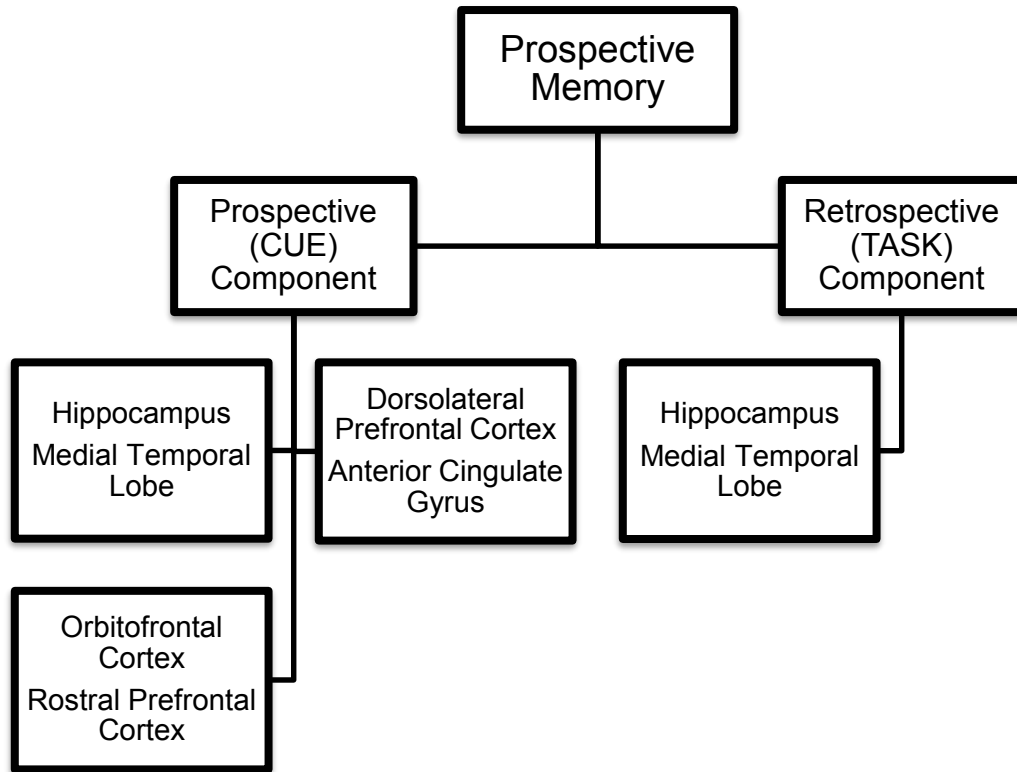 Prospective
Memory
Prospective
(CUE)
Component
Retrospective
(TASK)
Component
Hippocampus
Medial Temporal
Lobe
Dorsolateral
Prefrontal Cortex
Anterior Cingulate
Gyrus
Hippocampus
Medial Temporal
Lobe
Orbitofrontal
Cortex
Rostral Prefrontal
Cortex